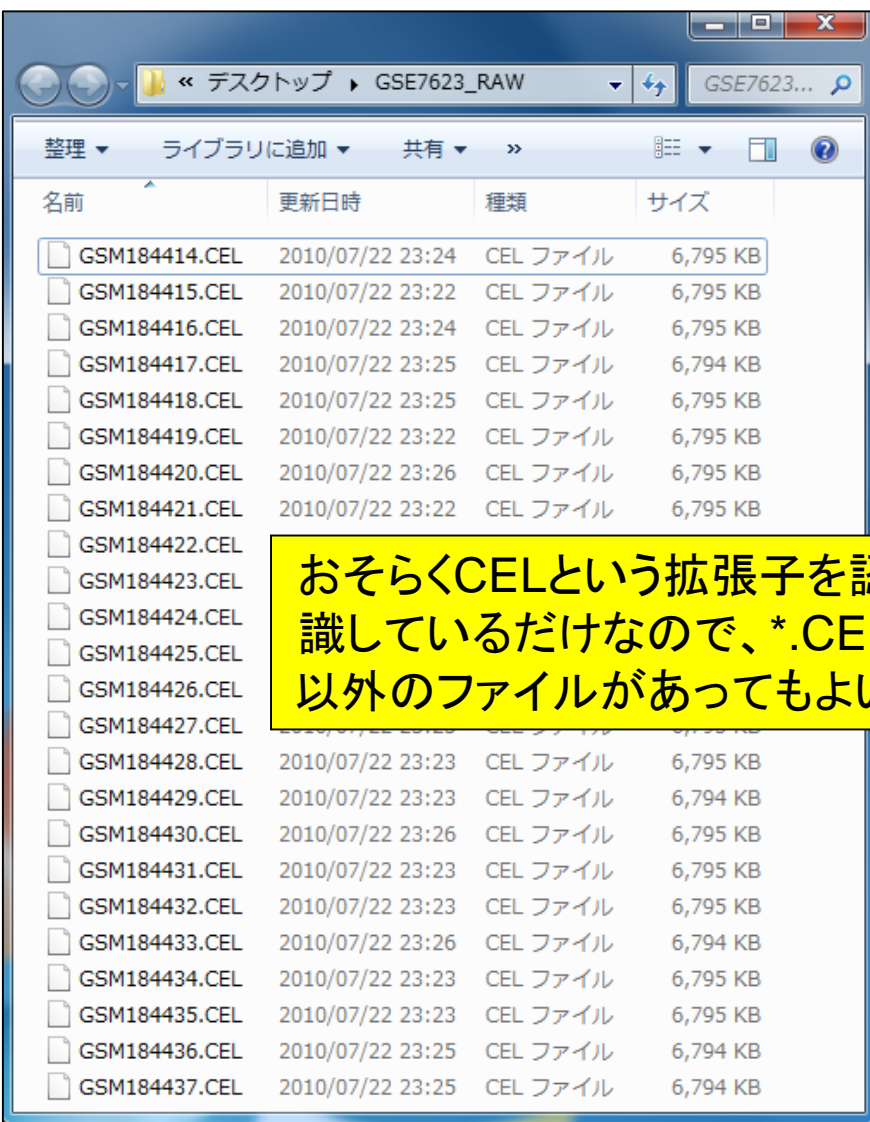 « デスクトップ ▸ GSE7623_RAW GSE7623...
整理 ▼ ライブラリに追加 ▼ 共有 ▼ »
名前 更新日時 種類 サイズ
GSM184414.CEL 2010/07/22 23:24 CEL ファイル 6,795 KB
GSM184415.CEL 2010/07/22 23:22 CEL ファイル 6,795 KB
GSM184416.CEL 2010/07/22 23:24 CEL ファイル 6,795 KB
GSM184417.CEL 2010/07/22 23:25 CEL ファイル 6,794 KB
GSM184418.CEL 2010/07/22 23:25 CEL ファイル 6,795 KB
GSM184419.CEL 2010/07/22 23:22 CEL ファイル 6,795 KB
GSM184420.CEL 2010/07/22 23:26 CEL ファイル 6,795 KB
GSM184421.CEL 2010/07/22 23:22 CEL ファイル 6,795 KB
GSM184422.CEL
GSM184423.CEL
GSM184424.CEL
GSM184425.CEL
GSM184426.CEL
GSM184427.CEL
おそらくCELという拡張子を認
識しているだけなので、*.CE
以外のファイルがあってもよい
GSM184428.CEL 2010/07/22 23:23 CEL ファイル 6,795 KB
GSM184429.CEL 2010/07/22 23:23 CEL ファイル 6,794 KB
GSM184430.CEL 2010/07/22 23:26 CEL ファイル 6,795 KB
GSM184431.CEL 2010/07/22 23:23 CEL ファイル 6,795 KB
GSM184432.CEL 2010/07/22 23:23 CEL ファイル 6,795 KB
GSM184433.CEL 2010/07/22 23:26 CEL ファイル 6,794 KB
GSM184434.CEL 2010/07/22 23:23 CEL ファイル 6,795 KB
GSM184435.CEL 2010/07/22 23:23 CEL ファイル 6,795 KB
GSM184436.CEL 2010/07/22 23:25 CEL ファイル 6,794 KB
GSM184437.CEL 2010/07/22 23:25 CEL ファイル 6,794 KB